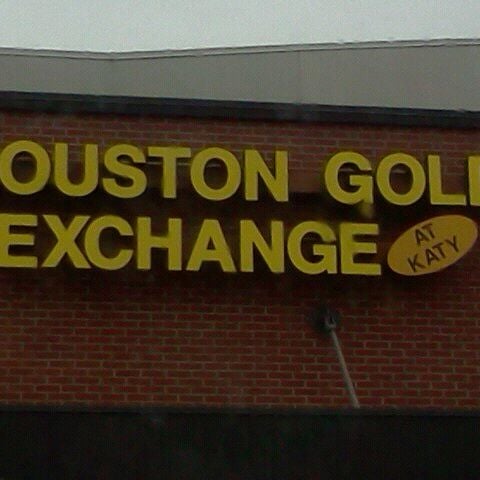 OUSTON GOL
EXCHANGE
AT
KATY